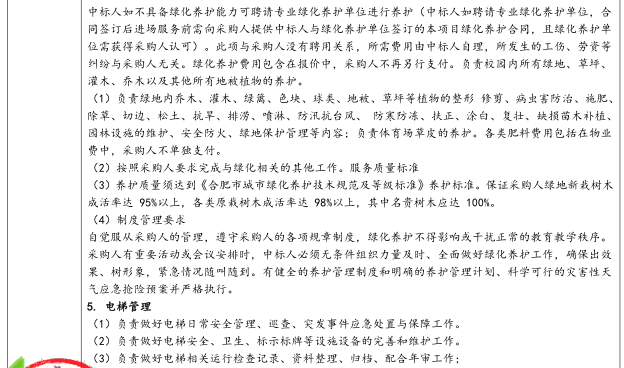 中标人如不具备绿化养护能力可聘请专业绿化养护单位进行养护（中标人如聘请专业养护单位，合
同签订后进场服务前需向采购人提供中标人与绿化养护单位签订的本项目绿化养护合同，且绿化养护单
位需获得采购人认可）。此项与采购人没有聘用关系，所需费用由中标人自理，所发生的工伤、劳资等
纠纷与采购人无关。绿化养护费用包含在报价中，采购人不再另行支付。负责校园内所有绿地、草坪、
灌木、乔木以及其他所有地被植物的养护。
（1）负责绿地内乔木、灌木、绿篱、色块、球类、地被、草坪等植物的整形 修剪、病虫害防治、施肥、
除草、切边、松土、抗旱、排涝、喷淋、防汛抗台风、 防寒防冻、扶正、涂白、复壮、缺损苗木补植、
园林设施的维护、安全防火、绿地保护管理等内容；负责体育场草皮的养护。各类肥料费用包括在物业
费中，采购人不单独支付。
（2）按照采购人要求完成与绿化相关的其他工作。服务质量标准
（3）养护质量须达到《合肥市城市绿化养护技术规范及等级标准》养护标准。保证采购人绿地新栽树木
成活率达 95%以上，各类原栽树木成活率达 98%以上，其中名贵树木应达 100%。
（4）制度管理要求
自觉服从采购人的管理，遵守采购人的各项规章制度，绿化养护不得影响或干扰正常的教育教学秩序。
采购人有重要活动或会议安排时，中标人必须无条件组织力量及时、全面做好绿化养护工作，确保出效
果、树形象，紧急情况随叫随到。有健全的养护管理制度和明确的养护管理计划、科学可行的灾害性天
气应急抢险预案并严格执行。
5. 电梯管理
（1）负责做好电梯日常安全管理、巡查、突发事件应急处置与保障工作。
（2）负责做好电梯安全、卫生、标示标牌等设施设备的完善和维护工作。
（3）负责做好电梯相关运行检查记录、资料整理、归档、配合年审工作；